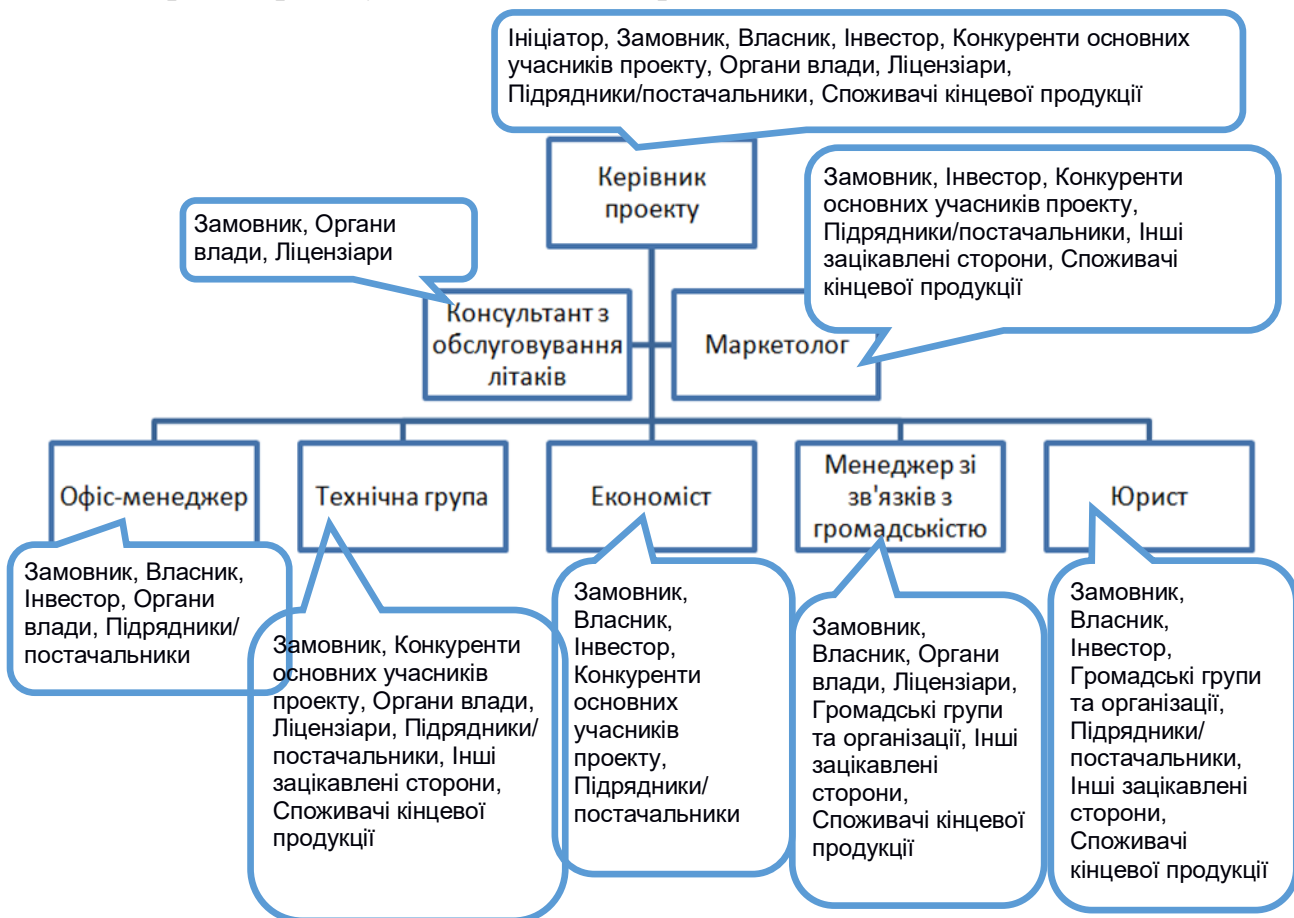 Ініціатор, Замовник, Власник, Інвестор, Конкуренти основних
учасників проекту, Органи влади, Ліцензіари,
Підрядники/постачальники, Споживачі кінцевої продукції
Керівник
проекту
Замовник, Інвестор, Конкуренти
основних учасників проекту,
Підрядники/постачальники, Інші
зацікавлені сторони, Споживачі
кінцевої продукції
Замовник, Органи
влади, Ліцензіари
Консультант з
обслуговування
літаків
Маркетолог
Офіс-менеджер
Технічна група
Економіст
Менеджер зі
зв'язків з
громадськістю
Юрист
Замовник, Власник,
Інвестор, Органи
влади, Підрядники/
постачальники
Замовник, Конкуренти
основних учасників
проекту, Органи влади,
Ліцензіари, Підрядники/
постачальники, Інші
зацікавлені сторони,
Споживачі кінцевої
продукції
Замовник,
Власник,
Інвестор,
Конкуренти
основних
учасників
проекту,
Підрядники/
постачальники
Замовник,
Власник, Органи
влади, Ліцензіари,
Громадські групи
та організації, Інші
зацікавлені
сторони,
Споживачі кінцевої
продукції
Замовник,
Власник,
Інвестор,
Громадські групи
та організації,
Підрядники/
постачальники,
Інші зацікавлені
сторони,
Споживачі
кінцевої продукції